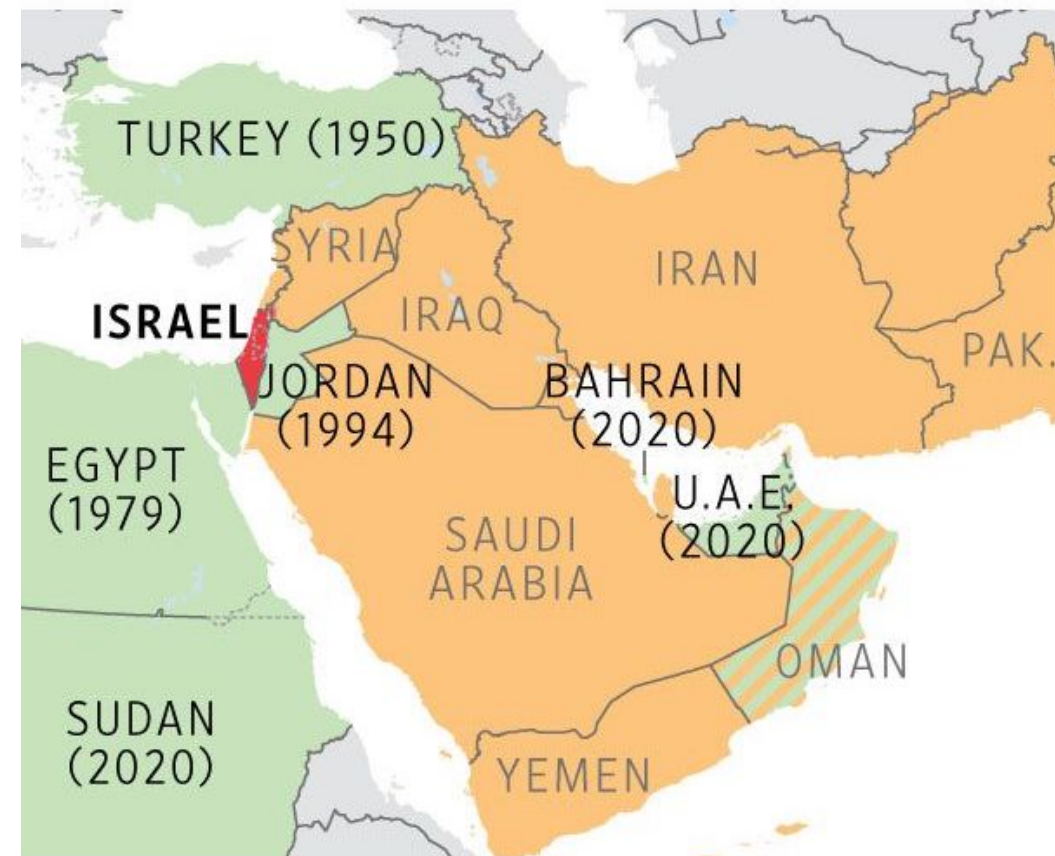 TURKEY (1950)
SYRIA
IRAN
ISRAEL
IRAQ
PAK.
JORDAN
(1994)
BAHRAIN
(2020)
EGYPT
(1979)
U.A.E.
(2020)
SAUDI
ARABIA
OMAN
SUDAN
(2020)
YEMEN